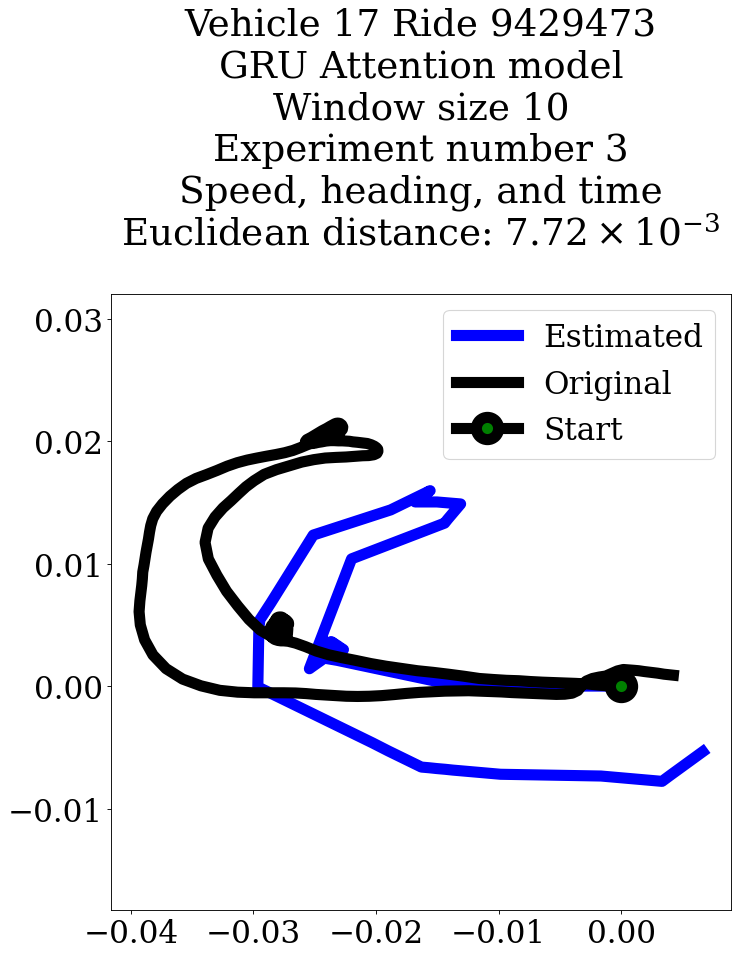 Vehicle 17 Ride 9429473
GRU Attention model
Window size 10
Experiment number 3
Speed, heading, and time
Euclidean distance: 7.72 × 10⁻³
Estimated
Original
Start
0.03
0.02
0.01
0.00
−0.01
−0.04 −0.03 −0.02 −0.01 0.00